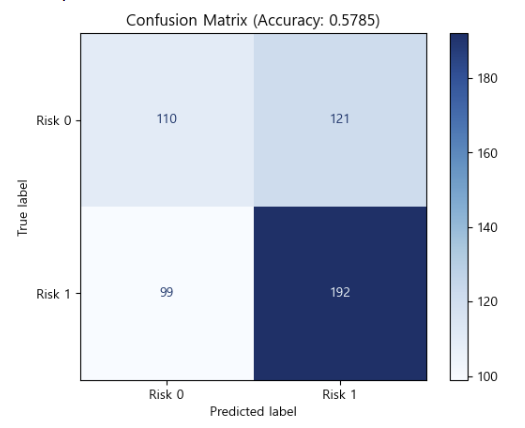 Confusion Matrix (Accuracy: 0.5785)
Risk 0
110
121
Risk 1
99
192
Risk 0
Risk 1
Predicted label
True label
180
160
140
120
100